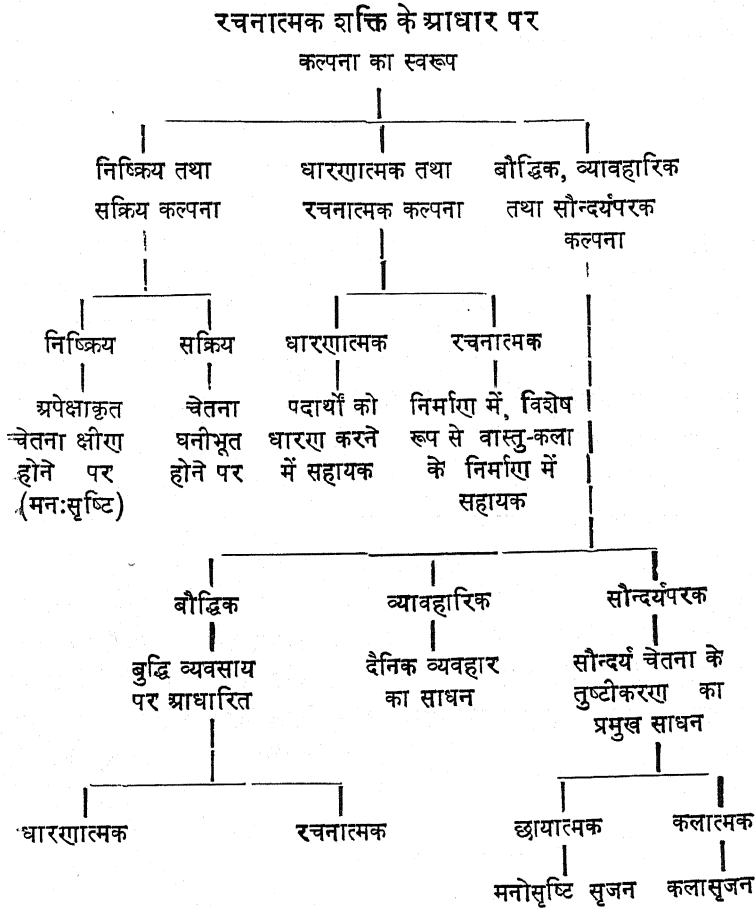 रचनात्मक शक्ति के आधार पर
कल्पना का स्वरूप
निष्क्रिय तथा
सक्रिय कल्पना
धारणात्मक तथा
रचनात्मक कल्पना
बौद्धिक, व्यावहारिक
तथा सौन्दर्यपरक
कल्पना
निष्क्रिय
सक्रिय
धारणात्मक
रचनात्मक
अपेक्षाकृत
चेतना क्षीण
होने पर
(मनःसृष्टि)
चेतना
घनीभूत
होने पर
पदार्थों को
धारण करने
में सहायक
निर्माण में, विशेष
रूप से वास्तु-कला
के निर्माण में
सहायक
बौद्धिक
व्यावहारिक
सौन्दर्यपरक
बुद्धि व्यवसाय
पर आधारित
दैनिक व्यवहार
का साधन
सौन्दर्य चेतना के
तुष्टीकरण का
प्रमुख साधन
धारणात्मक
रचनात्मक
छायात्मक
कलात्मक
मनोसृष्टि सृजन
कलासृजन